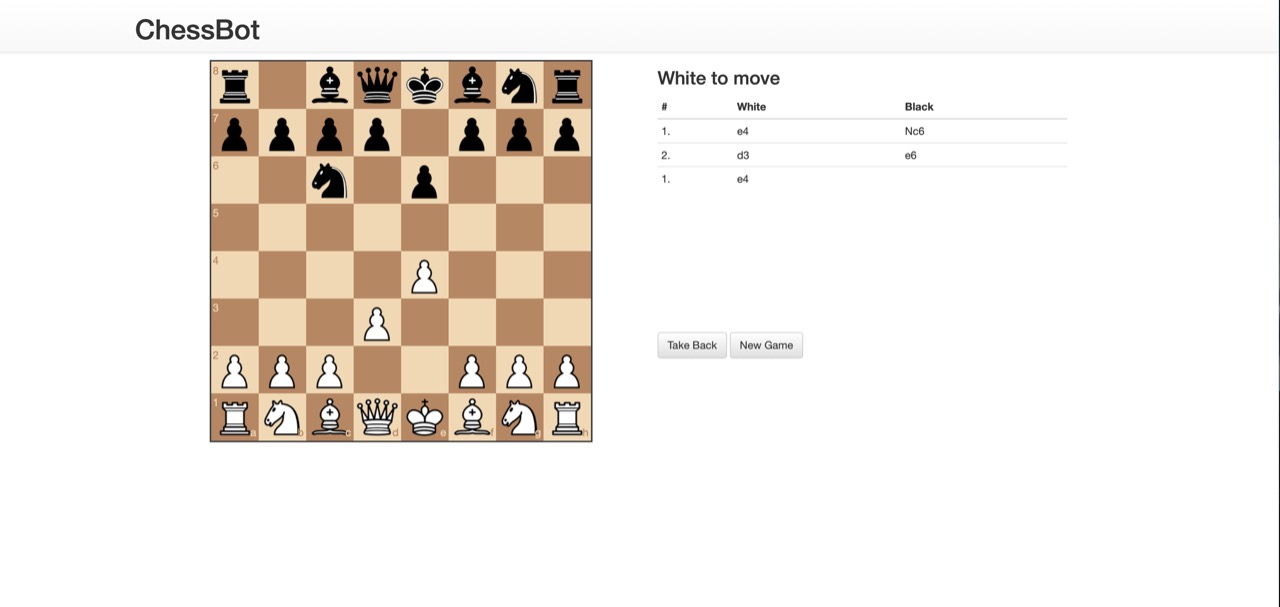 ChessBot
8
7
6
5
4
3
2
1
a b c d e f g h
White to move
# White Black
1. e4 Nc6
2. d3 e6
1. e4
Take Back New Game